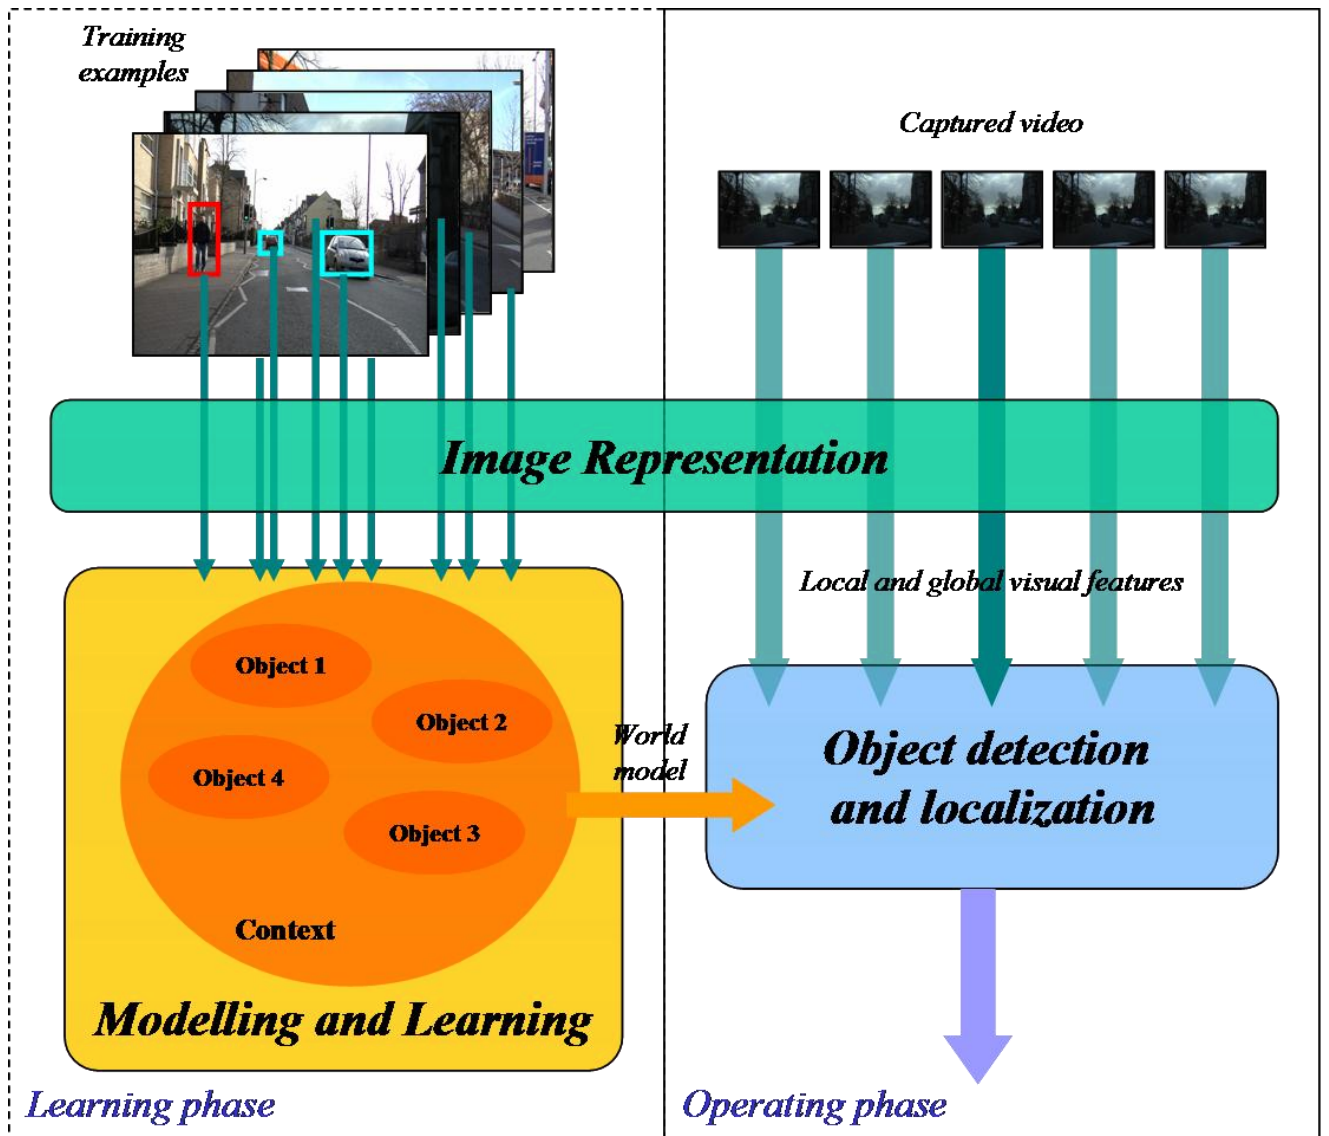 Training
examples
Captured video
Image Representation
Local and global visual features
Object 1
Object 2
Object 4
Object 3
Context
Modelling and Learning
World
model
Object detection
and localization
Learning phase
Operating phase